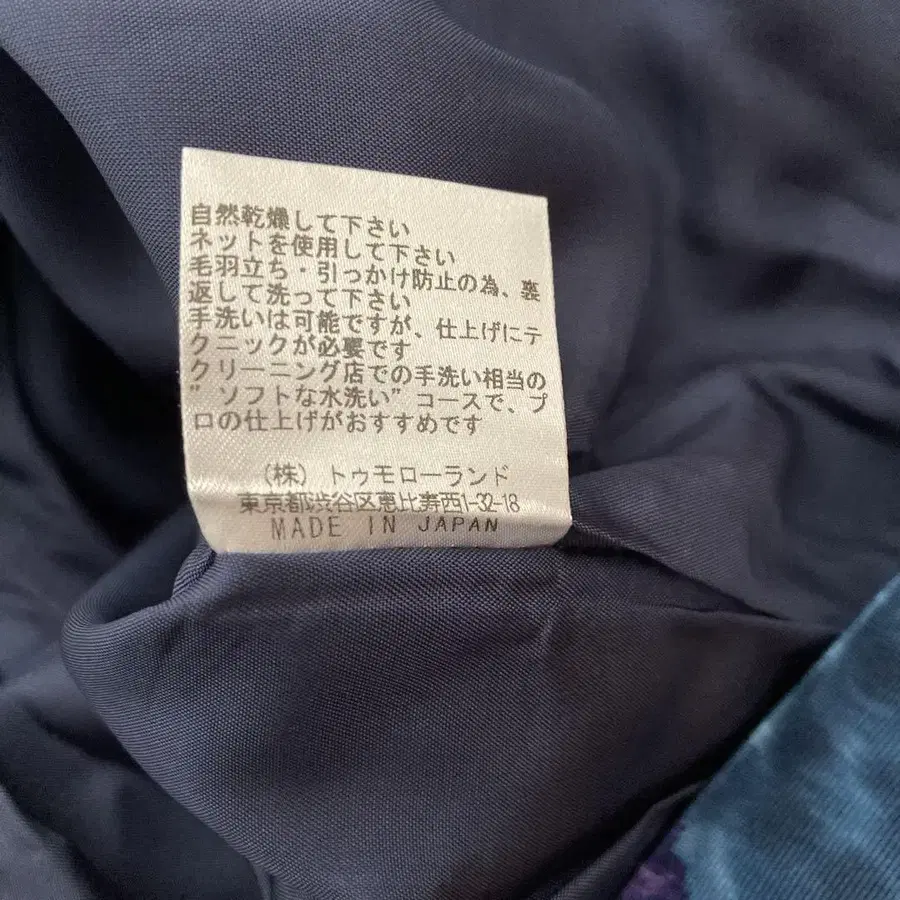 自然乾燥して下さい
ネットを使用して下さい
毛羽立ち・引っかけ防止の為、裏
返して洗って下さい
手洗いは可能ですが、仕上げにテ
クニックが必要です
クリーニング店での手洗い相当の
”ソフトな水洗い”コースで、プ
ロの仕上げがおすすめです
(株) トゥモローランド
東京都渋谷区恵比寿西1-32-18
MADE IN JAPAN